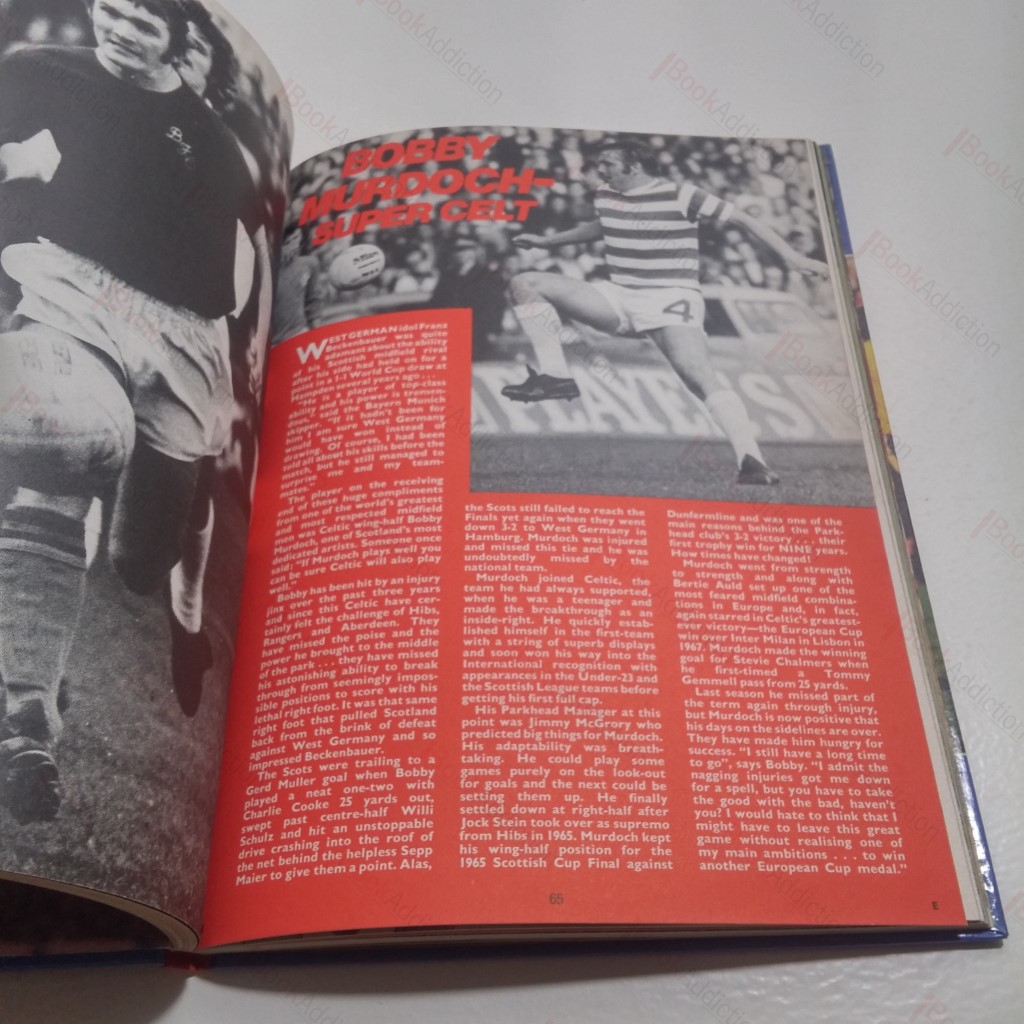 BOBBY
MURDOCH-
SUPER CELT
4
PLAYER'S
WEST GERMAN idol Franz
Beckenbauer was quite
adamant about the ability
of his Scottish midfield rival
after his side had held on for a
point in a 1-1 World Cup draw at
Hampden several years ago...
"He is a player of top-class
ability and his power is tremen-
dous," said the Bayern Munich
skipper. "If it hadn't been for
him I am sure West Germany
would have won instead of
drawing. Of course, I had been
told all about his skills before the
match, but he still managed to
surprise me and my team-
mates."
The player on the receiving
end of these huge compliments
from one of the world's greatest
and most respected midfield
men was Celtic wing-half Bobby
Murdoch, one of Scotland's most
dedicated artists. Someone once
said: "If Murdoch plays well you
can be sure Celtic will also play
well."
Bobby has been hit by an injury
jinx over the past three years
and since this Celtic have cer-
tainly felt the challenge of Hibs,
Rangers and Aberdeen. They
have missed the poise and the
power he brought to the middle
of the park . . . they have missed
his astonishing ability to break
through from seemingly impos-
sible positions to score with his
lethal right foot. It was that same
right foot that pulled Scotland
back from the brink of defeat
against West Germany and so
impressed Beckenbauer.
The Scots were trailing to a
Gerd Muller goal when Bobby
played a neat one-two with
Charlie Cooke 25 yards out,
swept past centre-half Willi
Schulz and hit an unstoppable
drive crashing into the roof of
the net behind the helpless Sepp
Maier to give them a point. Alas,
the Scots still failed to reach the
Finals yet again when they went
down 3-2 to West Germany in
Hamburg. Murdoch was injured
and missed this tie and he was
undoubtedly missed by the
national team.
Murdoch joined Celtic, the
team he had always supported,
when he was a teenager and
made the breakthrough as an
inside-right. He quickly estab-
lished himself in the first-team
with a string of superb displays
and soon won his way into the
International recognition with
appearances in the Under-23 and
the Scottish League teams before
getting his first full cap.
His Parkhead Manager at this
point was Jimmy McGrory who
predicted big things for Murdoch.
His adaptability was breath-
taking. He could play some
games purely on the look-out
for goals and the next could be
setting them up. He finally
settled down at right-half after
Jock Stein took over as supremo
from Hibs in 1965. Murdoch kept
his wing-half position for the
1965 Scottish Cup Final against
Dunfermline and was one of the
main reasons behind the Park-
head club's 3-2 victory . . . their
first trophy win for NINE years.
How times have changed!
Murdoch went from strength
to strength and along with
Bertie Auld set up one of the
most feared midfield combina-
tions in Europe and, in fact,
again starred in Celtic's greatest-
ever victory—the European Cup
win over Inter Milan in Lisbon in
1967. Murdoch made the winning
goal for Stevie Chalmers when
he first-timed a Tommy
Gemmell pass from 25 yards.
Last season he missed part of
the term again through injury,
but Murdoch is now positive that
his days on the sidelines are over.
They have made him hungry for
success. "I still have a long time
to go", says Bobby. "I admit the
nagging injuries got me down
for a spell, but you have to take
the good with the bad, haven't
you? I would hate to think that I
might have to leave this great
game without realising one of
my main ambitions . . . to win
another European Cup medal."
65
E
BookAddiction